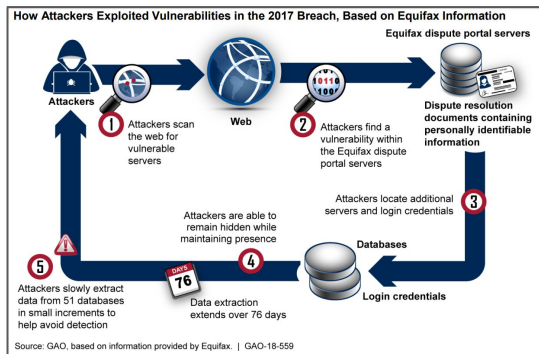 How Attackers Exploited Vulnerabilities in the 2017 Breach, Based on Equifax Information
Equifax dispute portal servers
10110
100
Attackers
Web
Dispute resolution
documents containing
personally identifiable
information
1
Attackers scan
the web for
vulnerable
servers
2
Attackers find a
vulnerability within
the Equifax dispute
portal servers
Attackers locate additional
servers and login credentials
3
Attackers are able to
remain hidden while
maintaining presence
4
Databases
Login credentials
DAYS
76
Data extraction
extends over 76 days
5
Attackers slowly extract
data from 51 databases
in small increments to
help avoid detection
Source: GAO, based on information provided by Equifax. | GAO-18-559